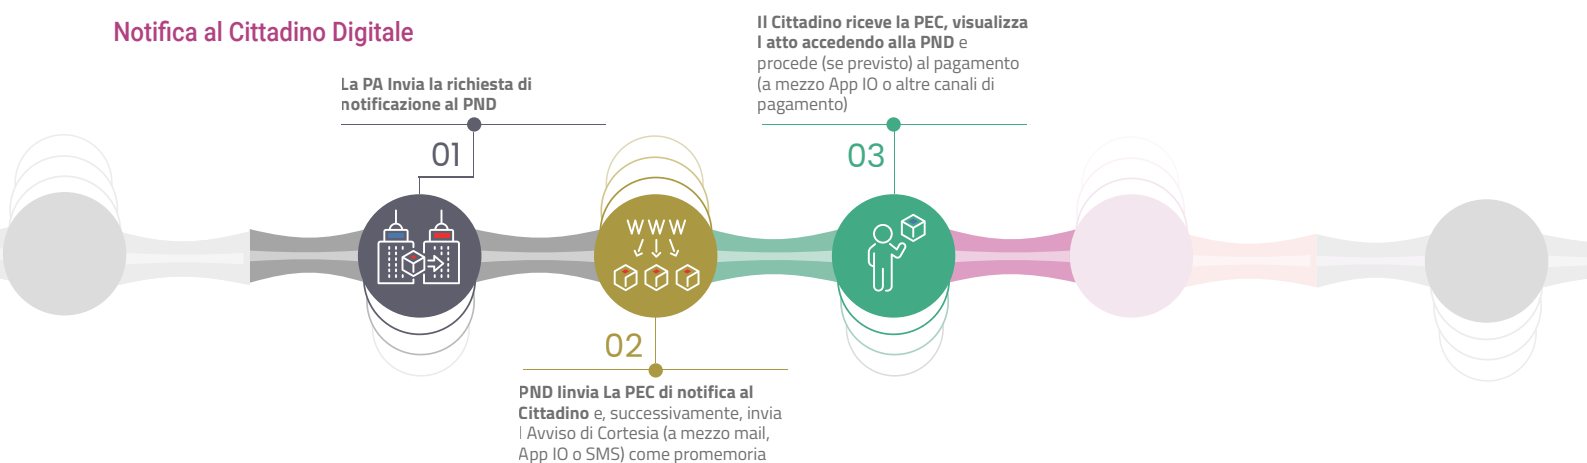 Notifica al Cittadino Digitale
La PA Invia la richiesta di
notificazione al PND
01
WWW
02
PND Iinvia La PEC di notifica al
Cittadino e, successivamente, invia
l Avviso di Cortesia (a mezzo mail,
App IO o SMS) come promemoria
Il Cittadino riceve la PEC, visualizza
l atto accedendo alla PND e
procede (se previsto) al pagamento
(a mezzo App IO o altre canali di
pagamento)
03